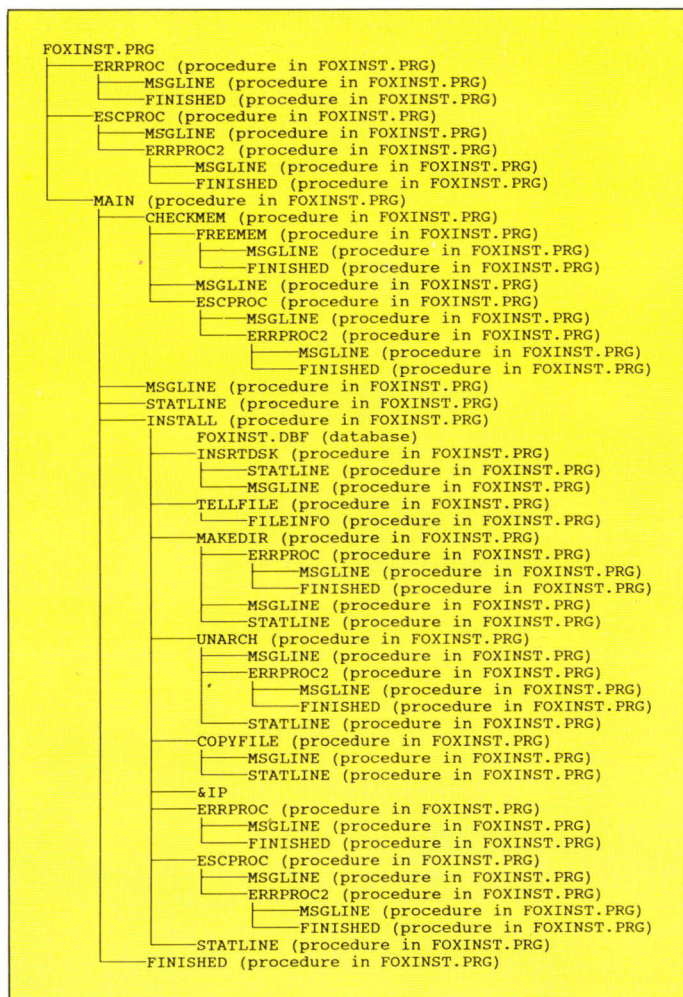 FOXINST.PRG
ERRPROC (procedure in FOXINST.PRG)
MSGLINE (procedure in FOXINST.PRG)
FINISHED (procedure in FOXINST.PRG)
ESCPROC (procedure in FOXINST.PRG)
MSGLINE (procedure in FOXINST.PRG)
ERRPROC2 (procedure in FOXINST.PRG)
MSGLINE (procedure in FOXINST.PRG)
FINISHED (procedure in FOXINST.PRG)
MAIN (procedure in FOXINST.PRG)
CHECKMEM (procedure in FOXINST.PRG)
FREEMEM (procedure in FOXINST.PRG)
MSGLINE (procedure in FOXINST.PRG)
FINISHED (procedure in FOXINST.PRG)
MSGLINE (procedure in FOXINST.PRG)
ESCPROC (procedure in FOXINST.PRG)
MSGLINE (procedure in FOXINST.PRG)
ERRPROC2 (procedure in FOXINST.PRG)
MSGLINE (procedure in FOXINST.PRG)
FINISHED (procedure in FOXINST.PRG)
MSGLINE (procedure in FOXINST.PRG)
STATLINE (procedure in FOXINST.PRG)
INSTALL (procedure in FOXINST.PRG)
FOXINST.DBF (database)
INSRTDSK (procedure in FOXINST.PRG)
STATLINE (procedure in FOXINST.PRG)
MSGLINE (procedure in FOXINST.PRG)
TELLFILE (procedure in FOXINST.PRG)
FILEINFO (procedure in FOXINST.PRG)
MAKEDIR (procedure in FOXINST.PRG)
ERRPROC (procedure in FOXINST.PRG)
MSGLINE (procedure in FOXINST.PRG)
FINISHED (procedure in FOXINST.PRG)
MSGLINE (procedure in FOXINST.PRG)
STATLINE (procedure in FOXINST.PRG)
UNARCH (procedure in FOXINST.PRG)
MSGLINE (procedure in FOXINST.PRG)
ERRPROC2 (procedure in FOXINST.PRG)
MSGLINE (procedure in FOXINST.PRG)
FINISHED (procedure in FOXINST.PRG)
STATLINE (procedure in FOXINST.PRG)
COPYFILE (procedure in FOXINST.PRG)
MSGLINE (procedure in FOXINST.PRG)
STATLINE (procedure in FOXINST.PRG)
&IP
ERRPROC (procedure in FOXINST.PRG)
MSGLINE (procedure in FOXINST.PRG)
FINISHED (procedure in FOXINST.PRG)
ESCPROC (procedure in FOXINST.PRG)
MSGLINE (procedure in FOXINST.PRG)
ERRPROC2 (procedure in FOXINST.PRG)
MSGLINE (procedure in FOXINST.PRG)
FINISHED (procedure in FOXINST.PRG)
STATLINE (procedure in FOXINST.PRG)
FINISHED (procedure in FOXINST.PRG)